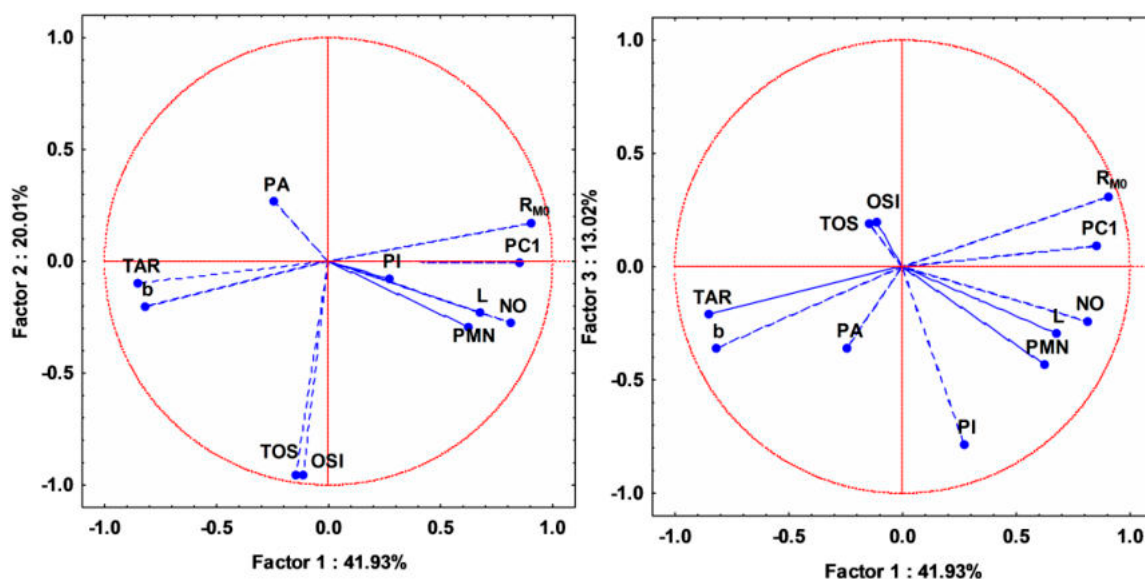 1.0
0.5
0.0
-0.5
-1.0
Factor 2 : 20.01%
PA
R_M0
PC1
TAR
b
PI
L
NO
PMN
TOS
OSI
-1.0
-0.5
0.0
0.5
1.0
Factor 1 : 41.93%
1.0
0.5
0.0
-0.5
-1.0
Factor 3 : 13.02%
R_M0
OSI
TOS
PC1
TAR
b
PA
NO
L
PMN
PI
-1.0
-0.5
0.0
0.5
1.0
Factor 1 : 41.93%